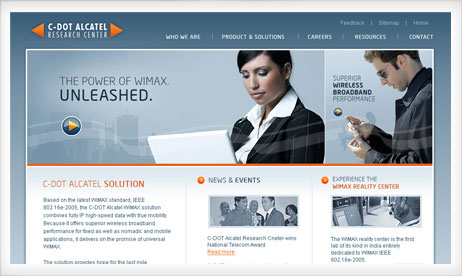 Feedback | Sitemap | Home
C-DOT ALCATEL
RESEARCH CENTER
WHO WE ARE | PRODUCT & SOLUTIONS | CAREERS | RESOURCES | CONTACT
THE POWER OF WIMAX.
UNLEASHED.
SUPERIOR
WIRELESS
BROADBAND
PERFORMANCE
C-DOT ALCATEL SOLUTION
Based on the latest WiMAX standard, IEEE
802.16e-2005, the C-DOT Alcatel WiMAX solution
combines fully IP high-speed data with true mobility.
Because it offers superior wireless broadband
performance for fixed as well as nomadic and mobile
applications, it delivers on the promise of universal
WiMAX.
The solution provides hope for the last mile
NEWS & EVENTS
C-DOT Alcatel Research Cneter wins
National Telecom Award.
Read more
EXPERIENCE THE
WIMAX REALITY CENTER
The WiMAX reality center is the first
lab of its kind in India entirely
dedicated to WiMAX IEEE
802.16e-2005.